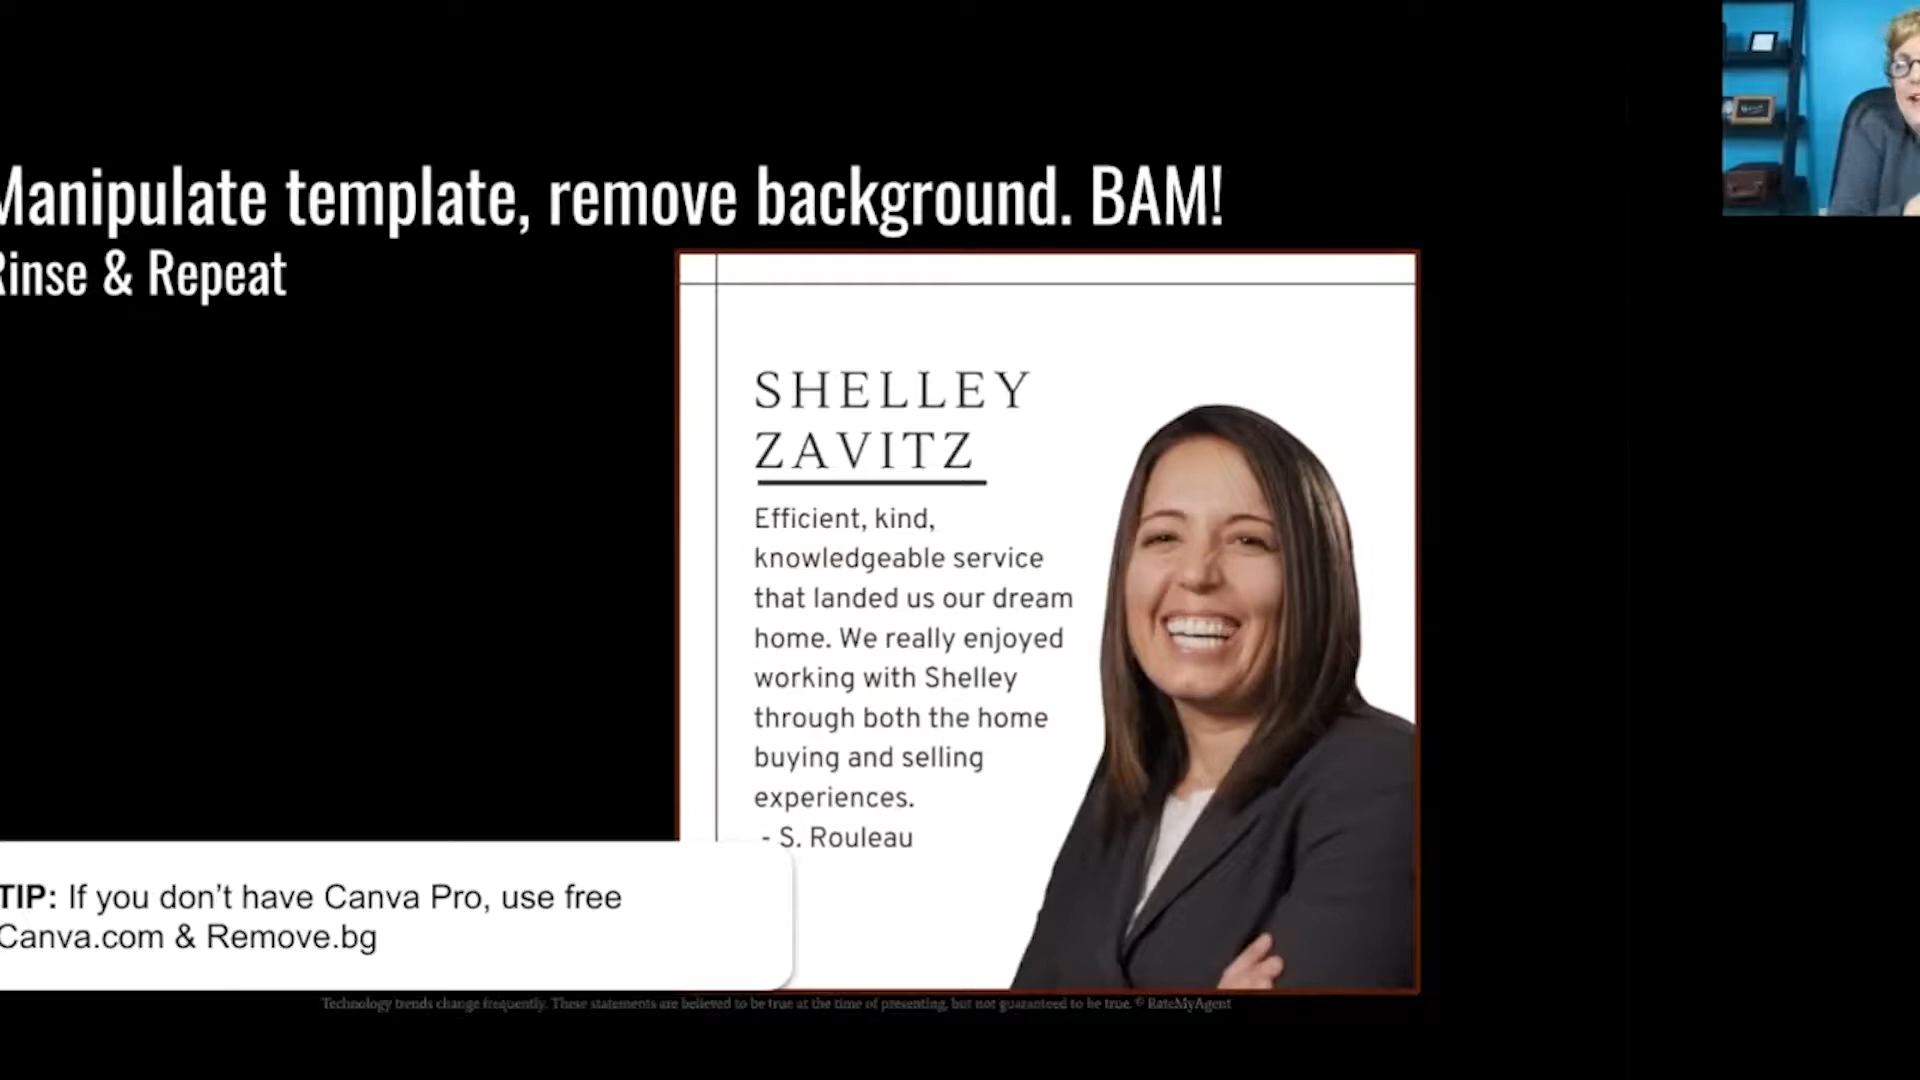 Manipulate template, remove background. BAM!
Rinse & Repeat
SHELLEY
ZAVITZ
Efficient, kind,
knowledgeable service
that landed us our dream
home. We really enjoyed
working with Shelley
through both the home
buying and selling
experiences.
- S. Rouleau
TIP: If you don’t have Canva Pro, use free
Canva.com & Remove.bg
Technology trends change frequently. These statements are believed to be true at the time of presenting, but not guaranteed to be true. © RateMyAgent